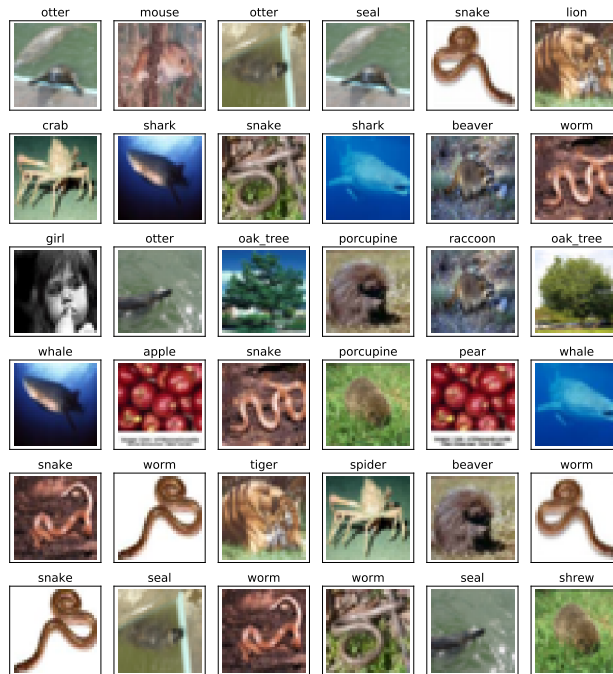 otter mouse otter seal snake lion
crab shark snake shark beaver worm
girl otter oak_tree porcupine raccoon oak_tree
whale apple snake porcupine pear whale
snake worm tiger spider beaver worm
snake seal worm worm seal shrew